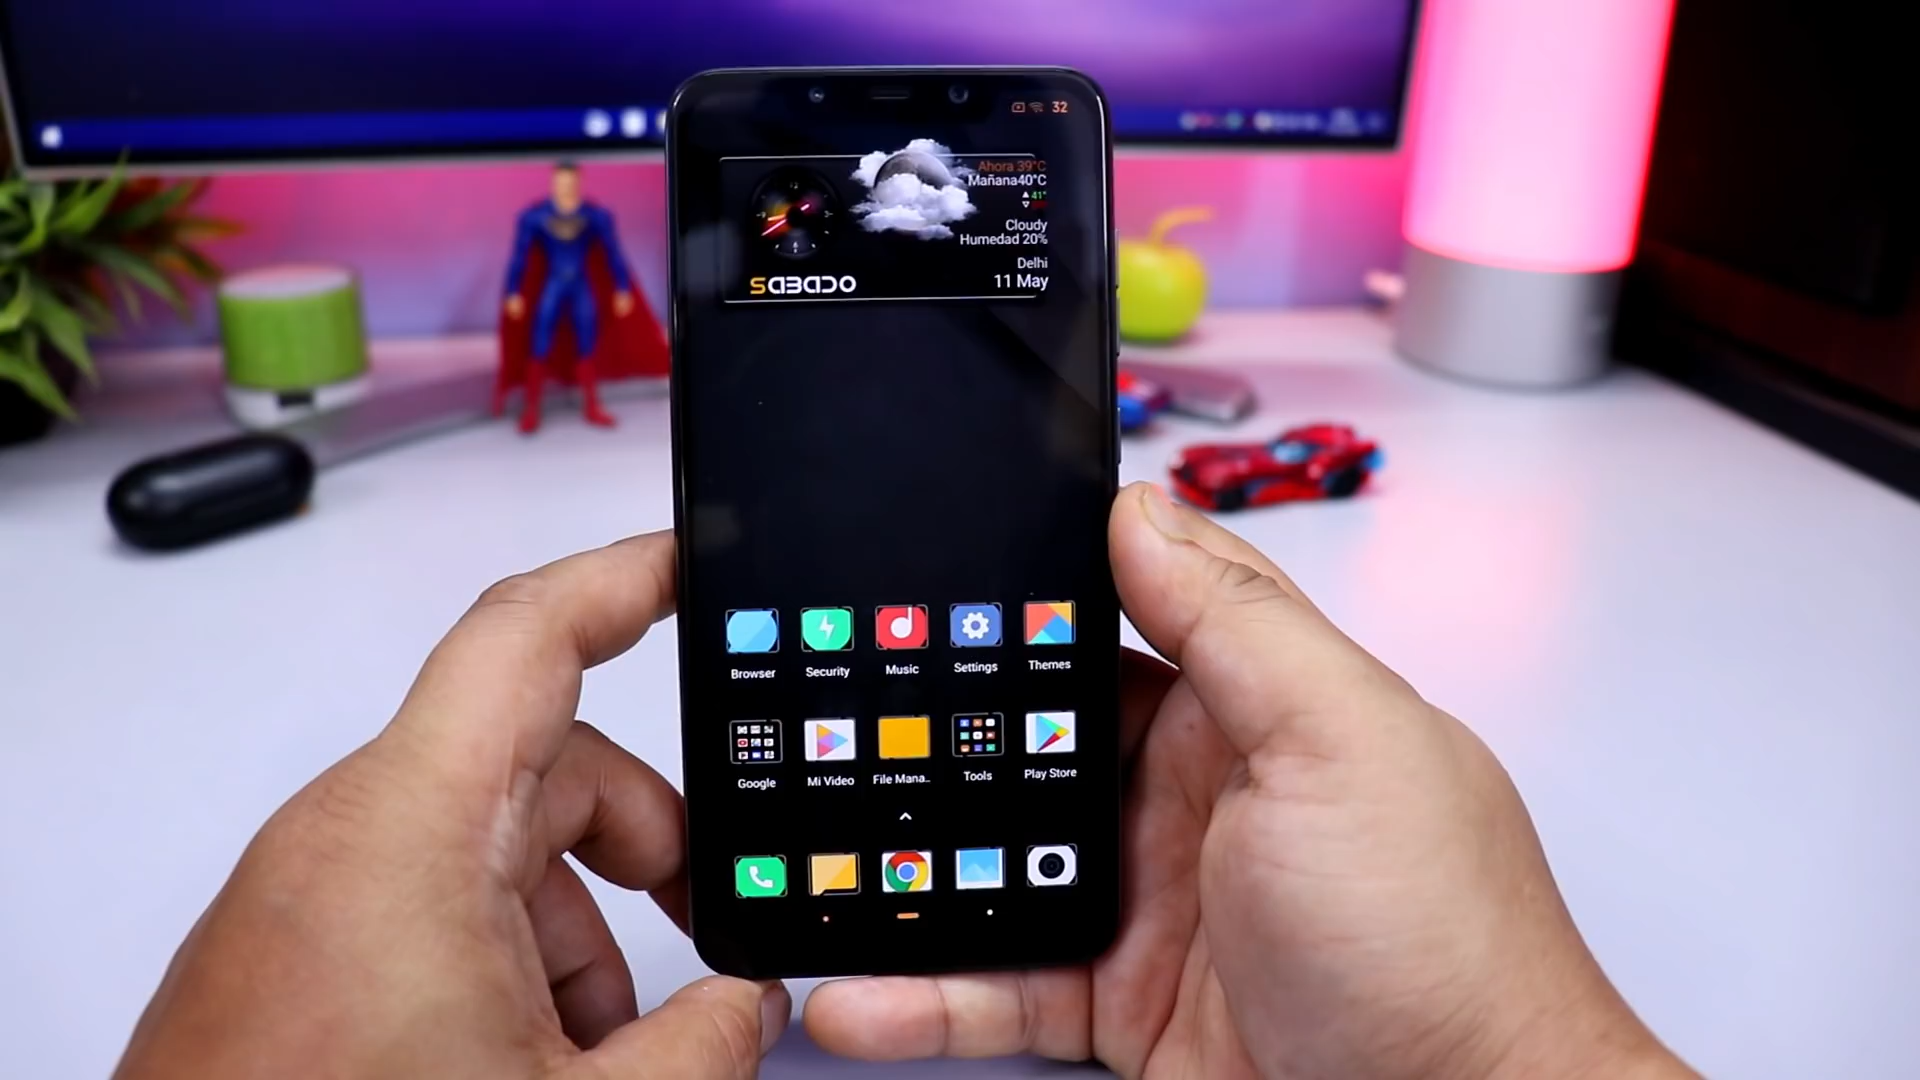 32
Ahora 39°C
Mañana40°C
41°
Cloudy
Humedad 20%
Delhi
SABADO
11 May
Browser
Security
Music
Settings
Themes
Google
Mi Video
File Mana..
Tools
Play Store